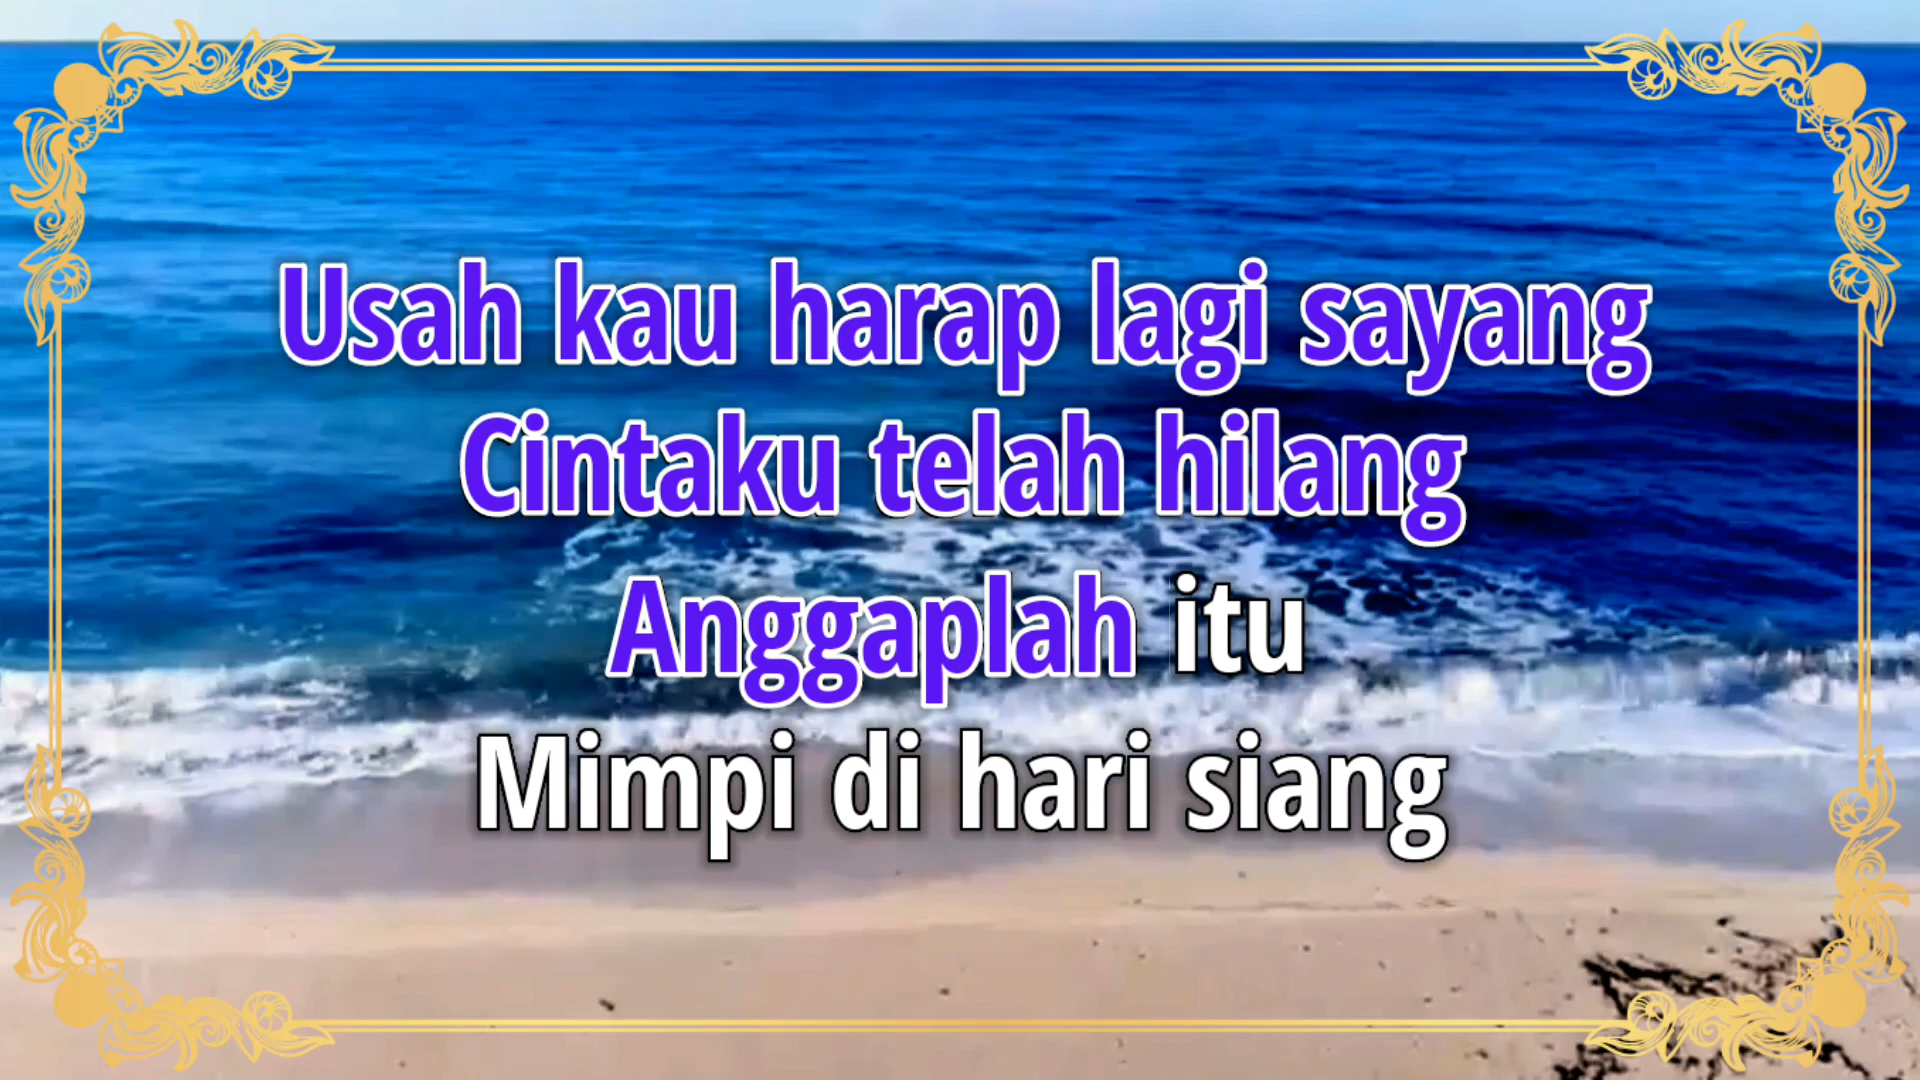 Usah kau harap lagi sayang
Cintaku telah hilang
Anggaplah itu
Mimpi di hari siang